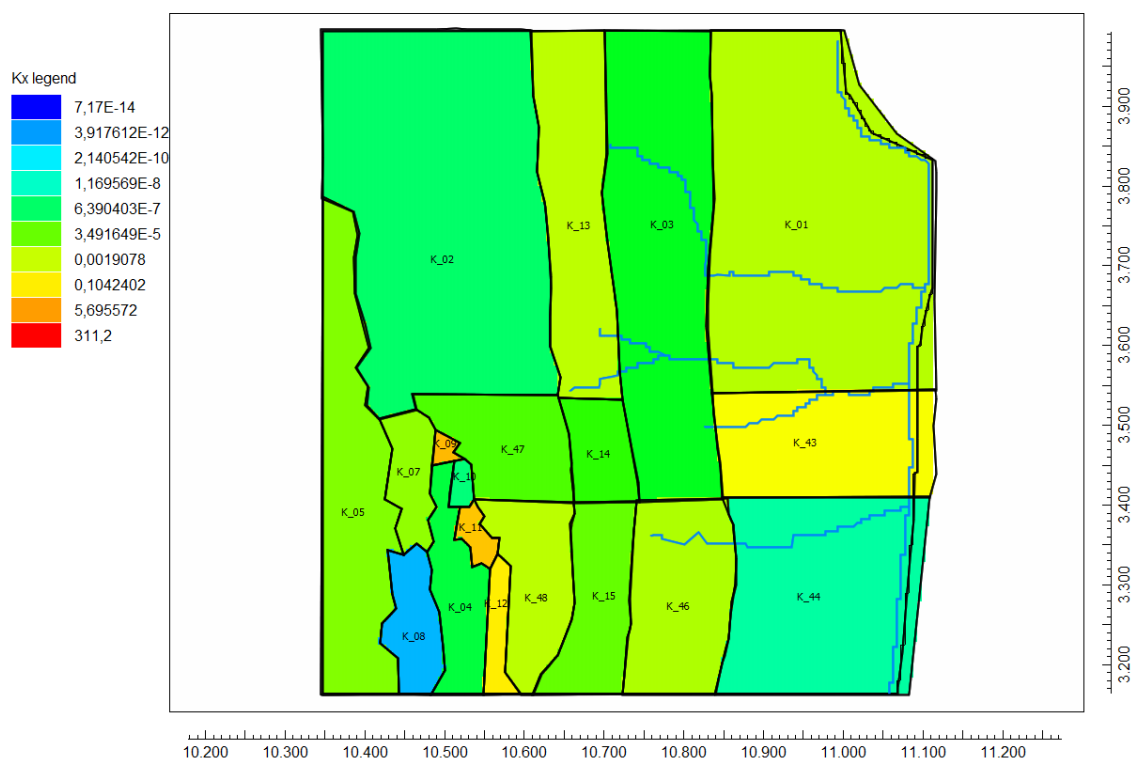 Kx legend
7,17E-14
3,917612E-12
2,140542E-10
1,169569E-8
6,390403E-7
3,491649E-5
0,0019078
0,1042402
5,695572
311,2
K_13
K_03
K_01
K_02
K_09
K_47
K_14
K_43
K_07
K_10
K_05
K_11
K_12
K_48
K_15
K_46
K_44
K_04
K_08
3.900
3.800
3.700
3.600
3.500
3.400
3.300
3.200
10.200 10.300 10.400 10.500 10.600 10.700 10.800 10.900 11.000 11.100 11.200